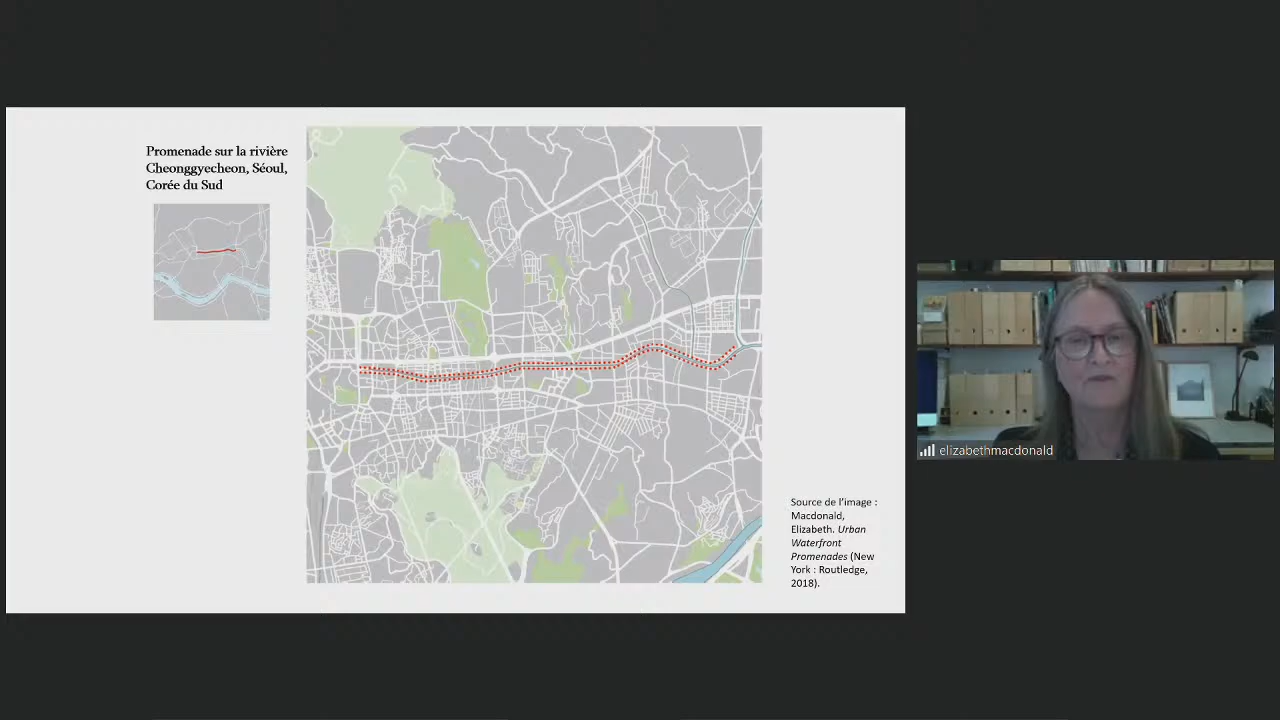 Promenade sur la rivière
Cheonggyecheon, Séoul,
Corée du Sud
Source de l’image :
Macdonald,
Elizabeth. Urban
Waterfront
Promenades (New
York : Routledge,
2018).
elizabethmacdonald